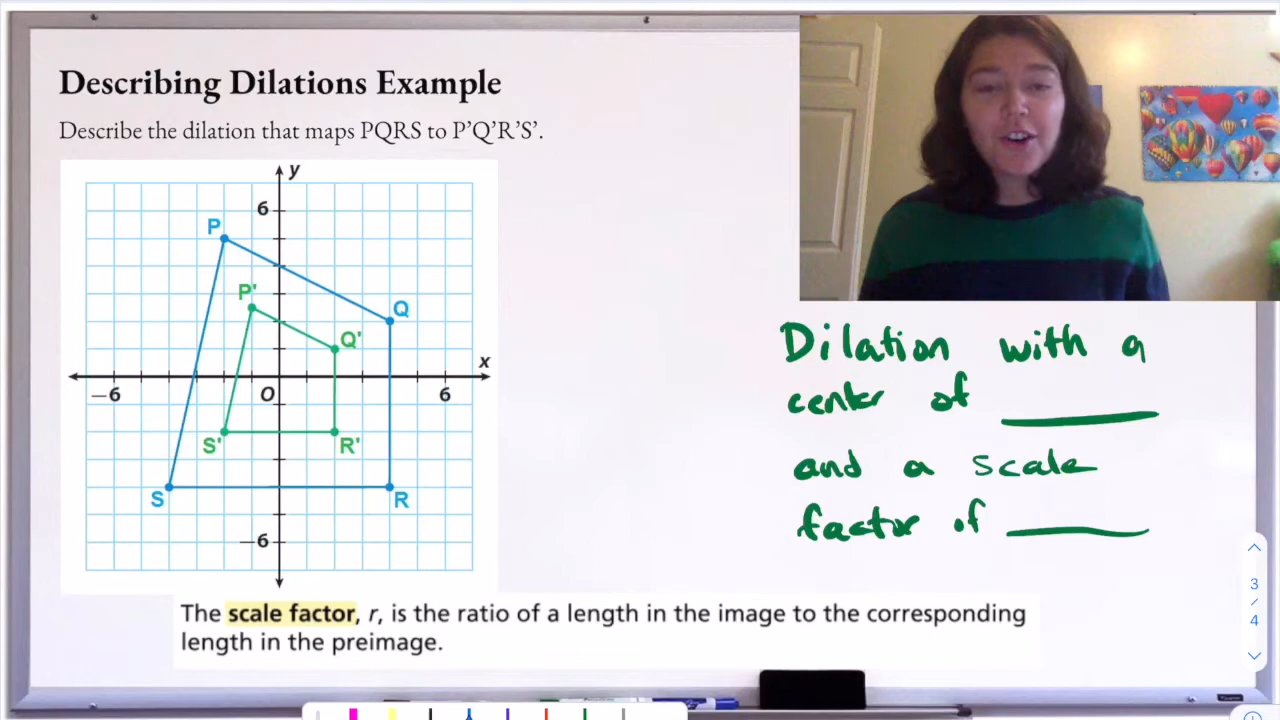 Describing Dilations Example
Describe the dilation that maps PQRS to P’Q’R’S’.
y
6
P
P'
Q
Q'
x
−6
O
6
S'
R'
S
R
−6
Dilation with a
center of
and a scale
factor of
The scale factor, r, is the ratio of a length in the image to the corresponding
length in the preimage.
3
/
4